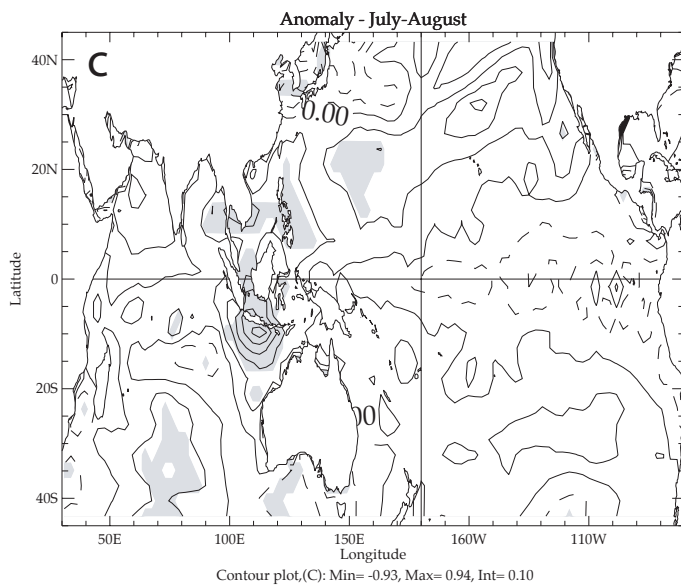 Anomaly - July-August
C
40N
20N
0
20S
40S
Latitude
0.00
00
50E
100E
150E
160W
110W
Longitude
Contour plot,(C): Min= -0.93, Max= 0.94, Int= 0.10